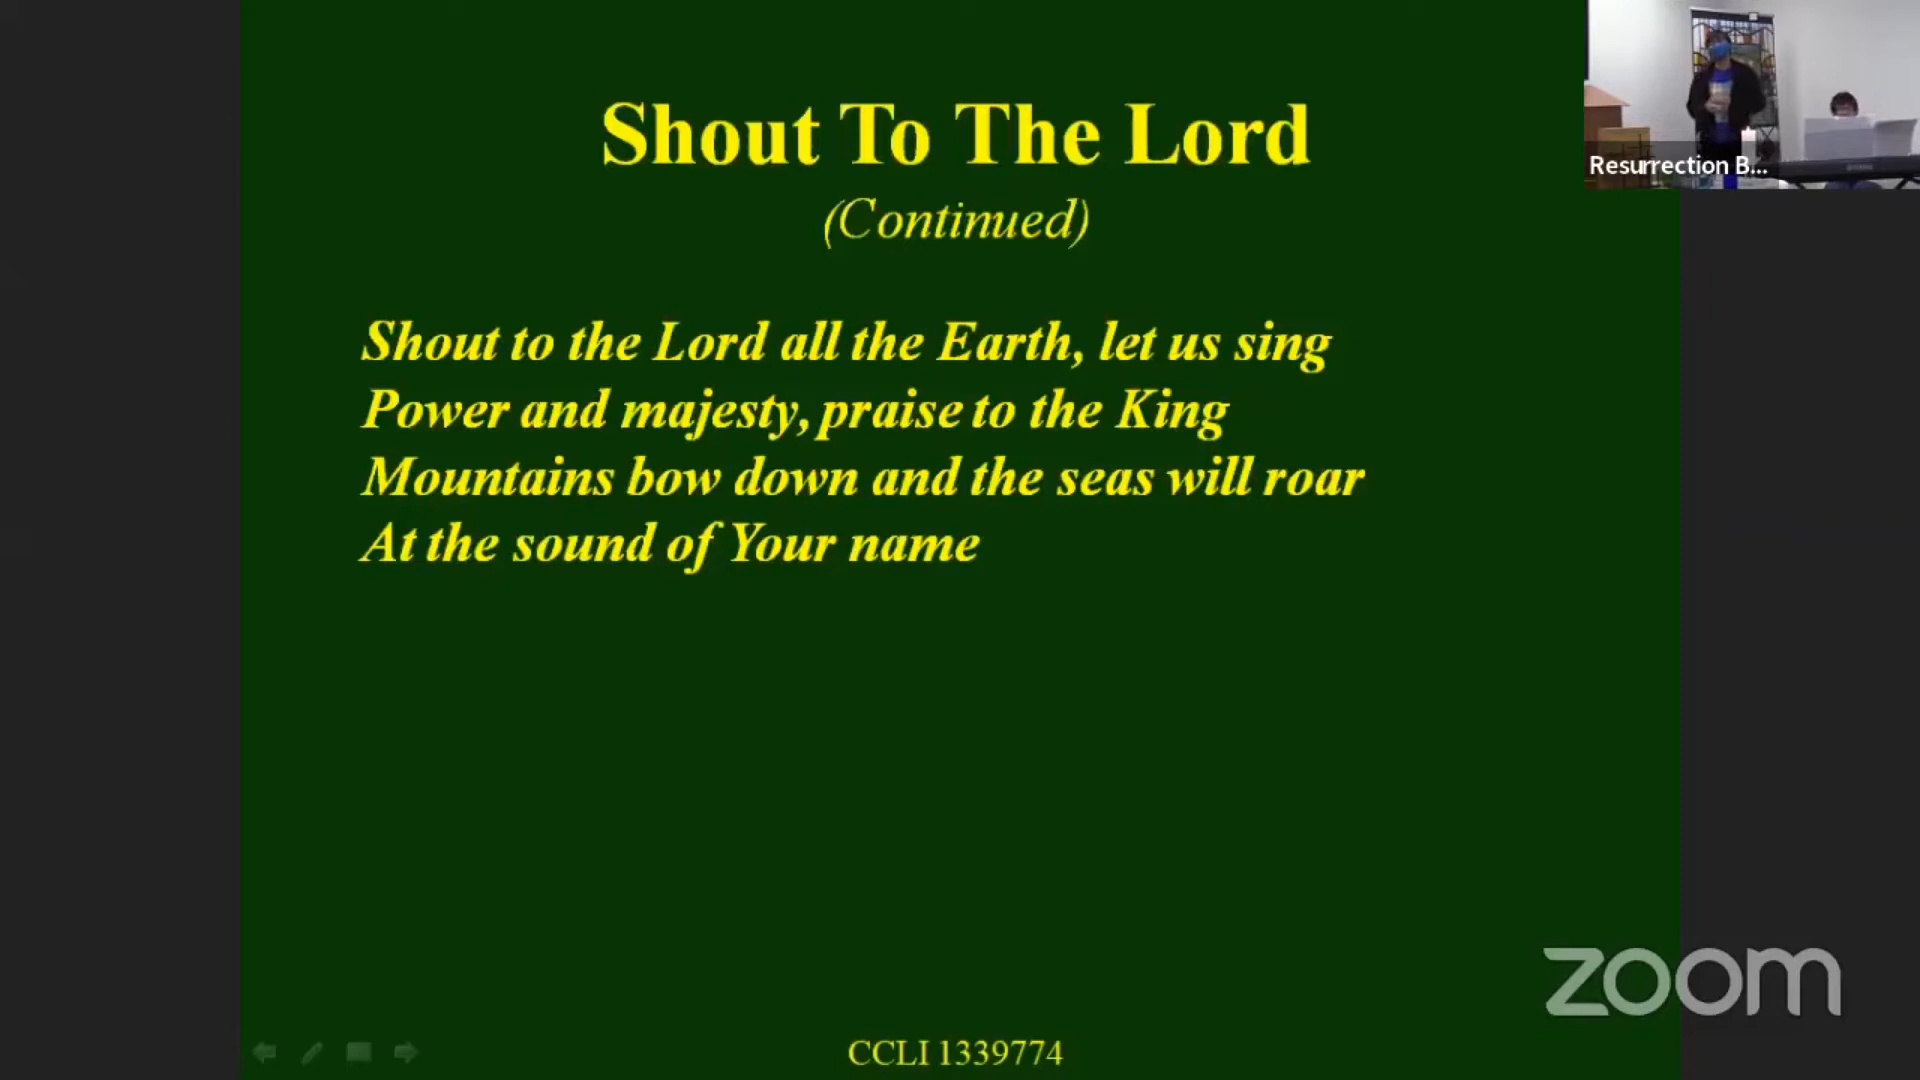 Shout To The Lord
(Continued)
Shout to the Lord all the Earth, let us sing
Power and majesty, praise to the King
Mountains bow down and the seas will roar
At the sound of Your name
Resurrection B...
zoom
CCLI 1339774